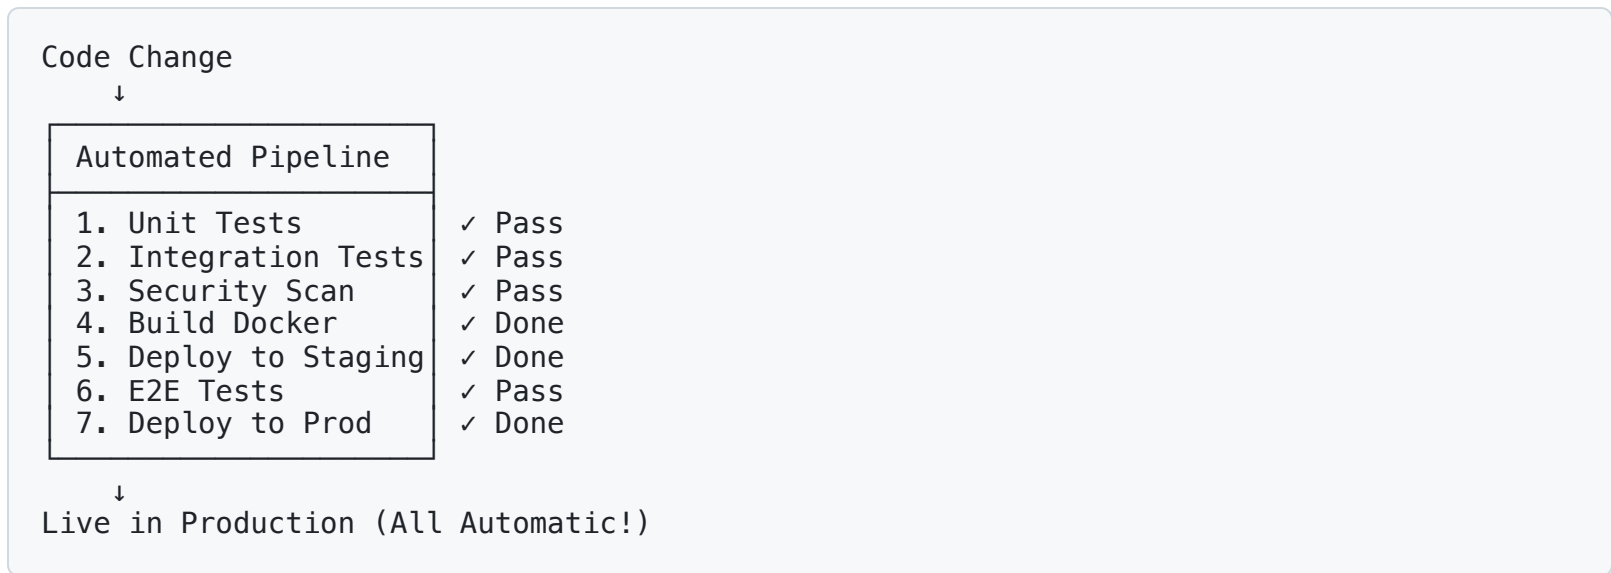 Code Change
↓
Automated Pipeline
1. Unit Tests ✓ Pass
2. Integration Tests ✓ Pass
3. Security Scan ✓ Pass
4. Build Docker ✓ Done
5. Deploy to Staging ✓ Done
6. E2E Tests ✓ Pass
7. Deploy to Prod ✓ Done
↓
Live in Production (All Automatic!)